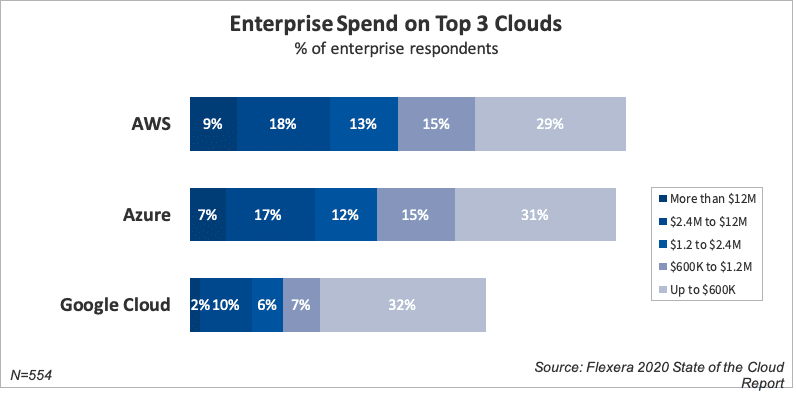 Enterprise Spend on Top 3 Clouds
% of enterprise respondents
AWS 9% 18% 13% 15% 29%
Azure 7% 17% 12% 15% 31%
Google Cloud 2% 10% 6% 7% 32%
More than $12M
$2.4M to $12M
$1.2 to $2.4M
$600K to $1.2M
Up to $600K
N=554
Source: Flexera 2020 State of the Cloud
Report